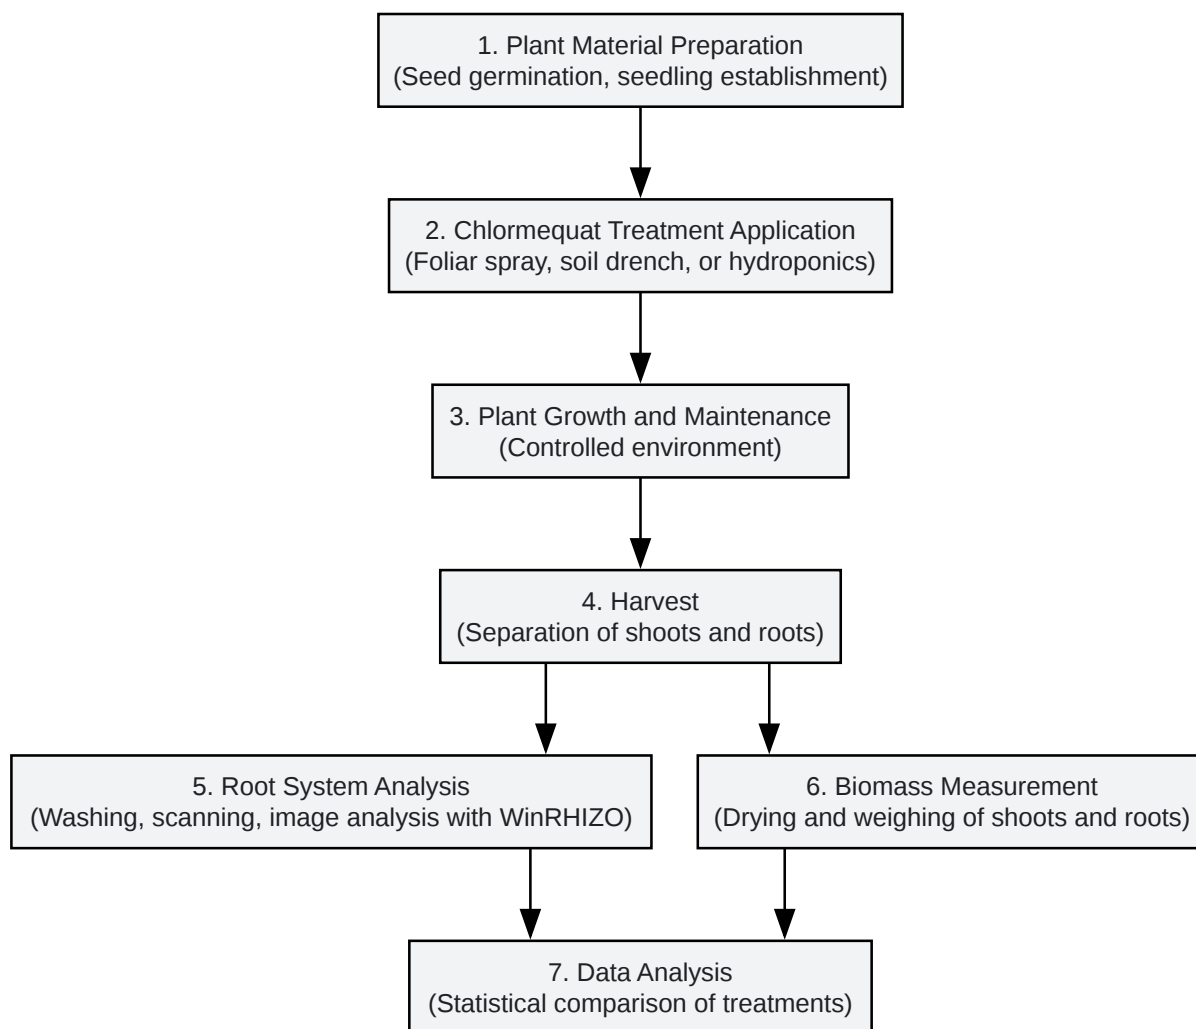 1. Plant Material Preparation
(Seed germination, seedling establishment)
2. Chlormequat Treatment Application
(Foliar spray, soil drench, or hydroponics)
3. Plant Growth and Maintenance
(Controlled environment)
4. Harvest
(Separation of shoots and roots)
5. Root System Analysis
(Washing, scanning, image analysis with WinRHIZO)
6. Biomass Measurement
(Drying and weighing of shoots and roots)
7. Data Analysis
(Statistical comparison of treatments)